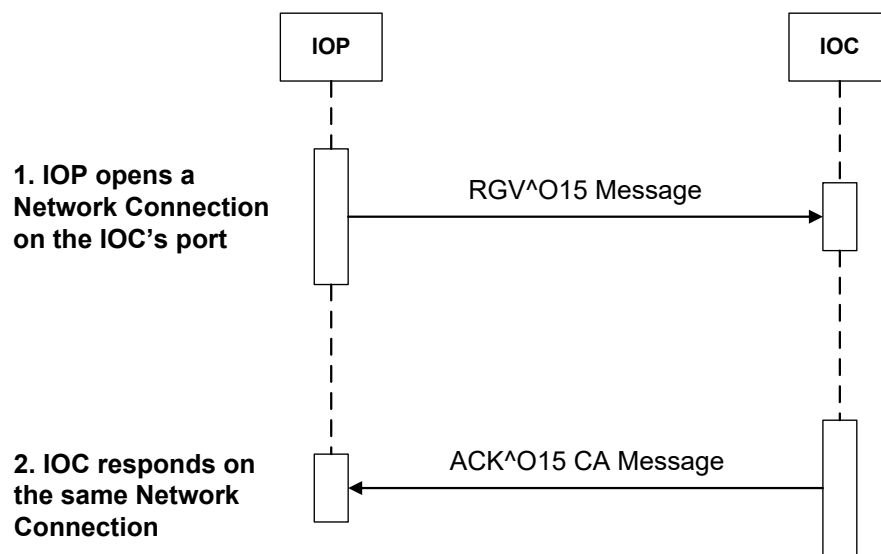 IOP
IOC
1. IOP opens a
Network Connection
on the IOC's port
RGV^O15 Message
2. IOC responds on
the same Network
Connection
ACK^O15 CA Message